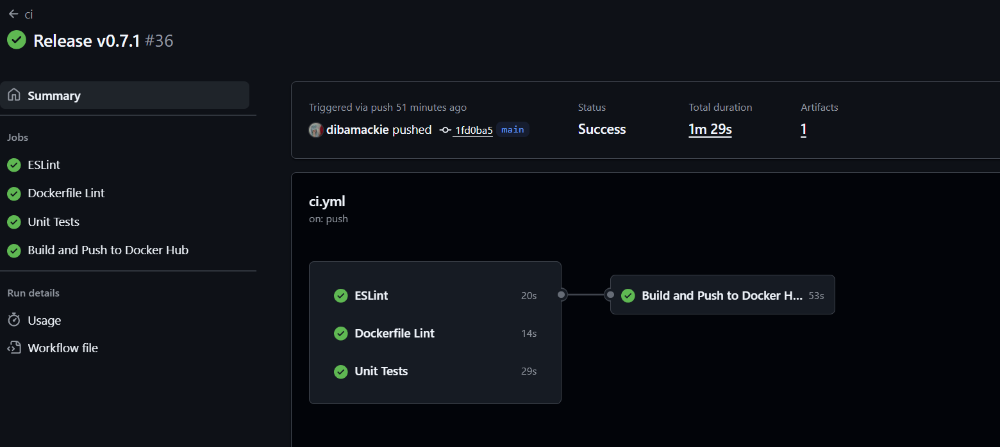 ci
Release v0.7.1 #36
Summary
Jobs
ESLint
Dockerfile Lint
Unit Tests
Build and Push to Docker Hub
Run details
Usage
Workflow file
Triggered via push 51 minutes ago
dibamackie pushed 1fd0ba5 main
Status
Success
Total duration
1m 29s
Artifacts
1
ci.yml
on: push
ESLint 20s
Dockerfile Lint 14s
Unit Tests 29s
Build and Push to Docker H... 53s